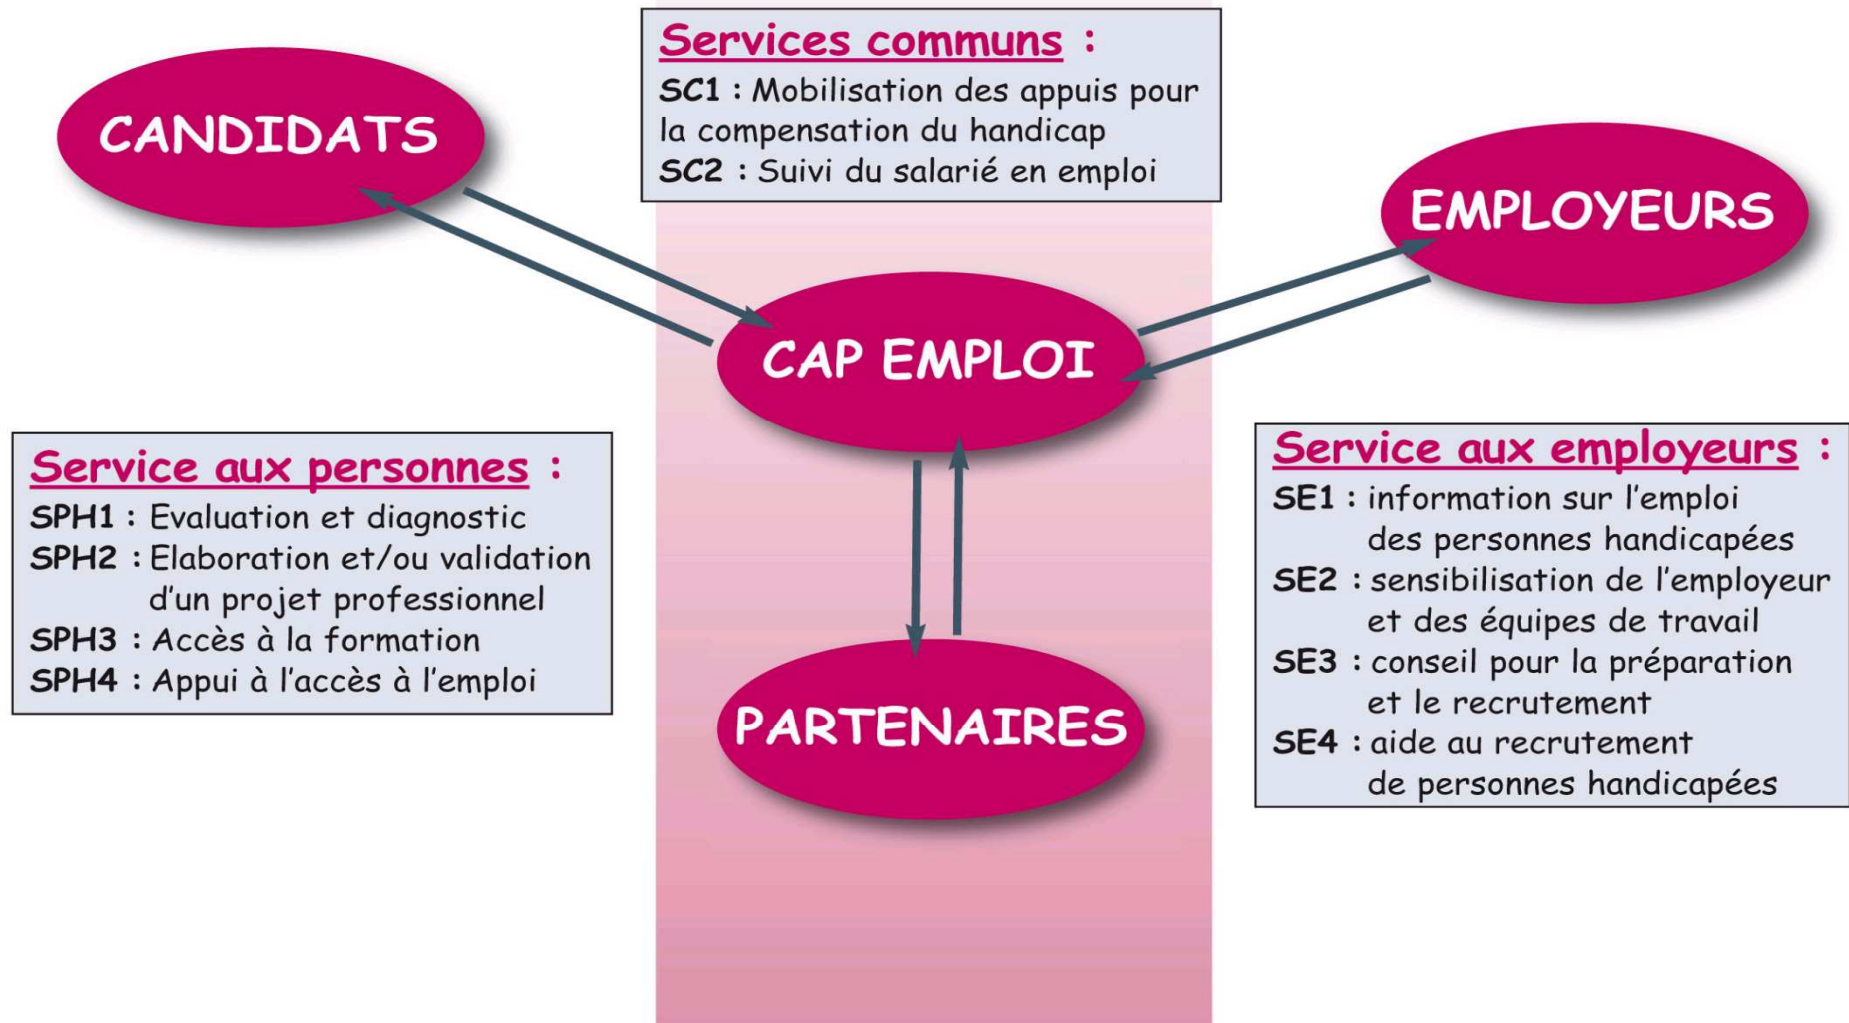 Services communs :
SC1 : Mobilisation des appuis pour
la compensation du handicap
SC2 : Suivi du salarié en emploi
CANDIDATS
EMPLOYEURS
CAP EMPLOI
Service aux personnes :
SPH1 : Evaluation et diagnostic
SPH2 : Elaboration et/ou validation
d'un projet professionnel
SPH3 : Accès à la formation
SPH4 : Appui à l'accès à l'emploi
Service aux employeurs :
SE1 : information sur l'emploi
des personnes handicapées
SE2 : sensibilisation de l'employeur
et des équipes de travail
SE3 : conseil pour la préparation
et le recrutement
SE4 : aide au recrutement
de personnes handicapées
PARTENAIRES